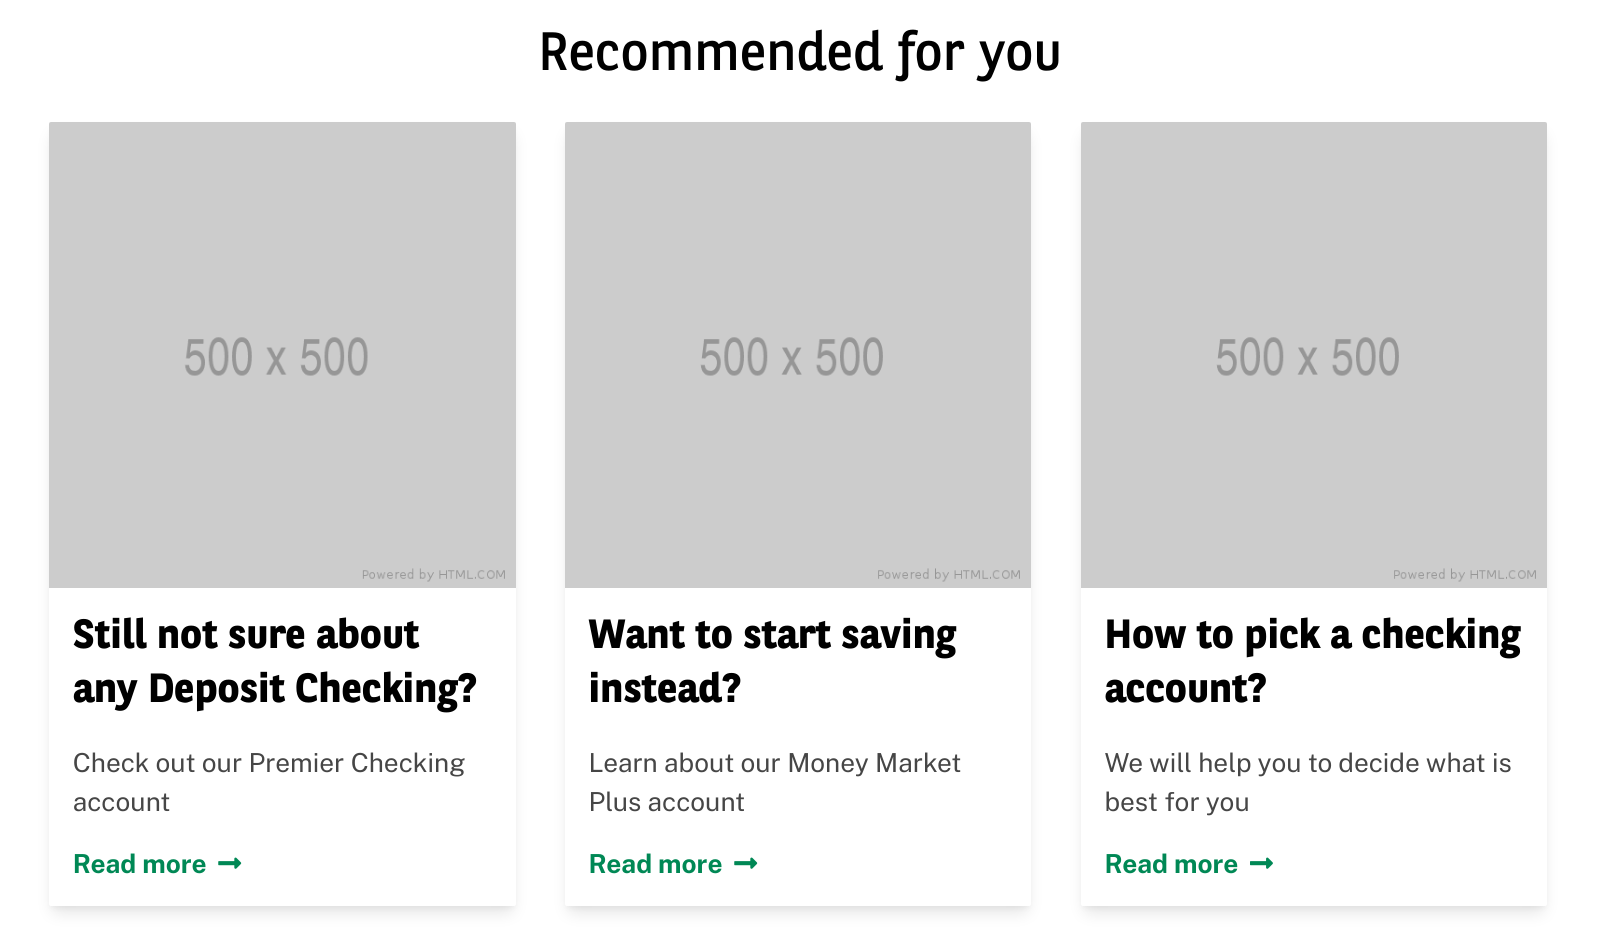 Recommended for you
500 x 500
Powered by HTML.COM
Still not sure about
any Deposit Checking?
Check out our Premier Checking
account
Read more
500 x 500
Powered by HTML.COM
Want to start saving
instead?
Learn about our Money Market
Plus account
Read more
500 x 500
Powered by HTML.COM
How to pick a checking
account?
We will help you to decide what is
best for you
Read more